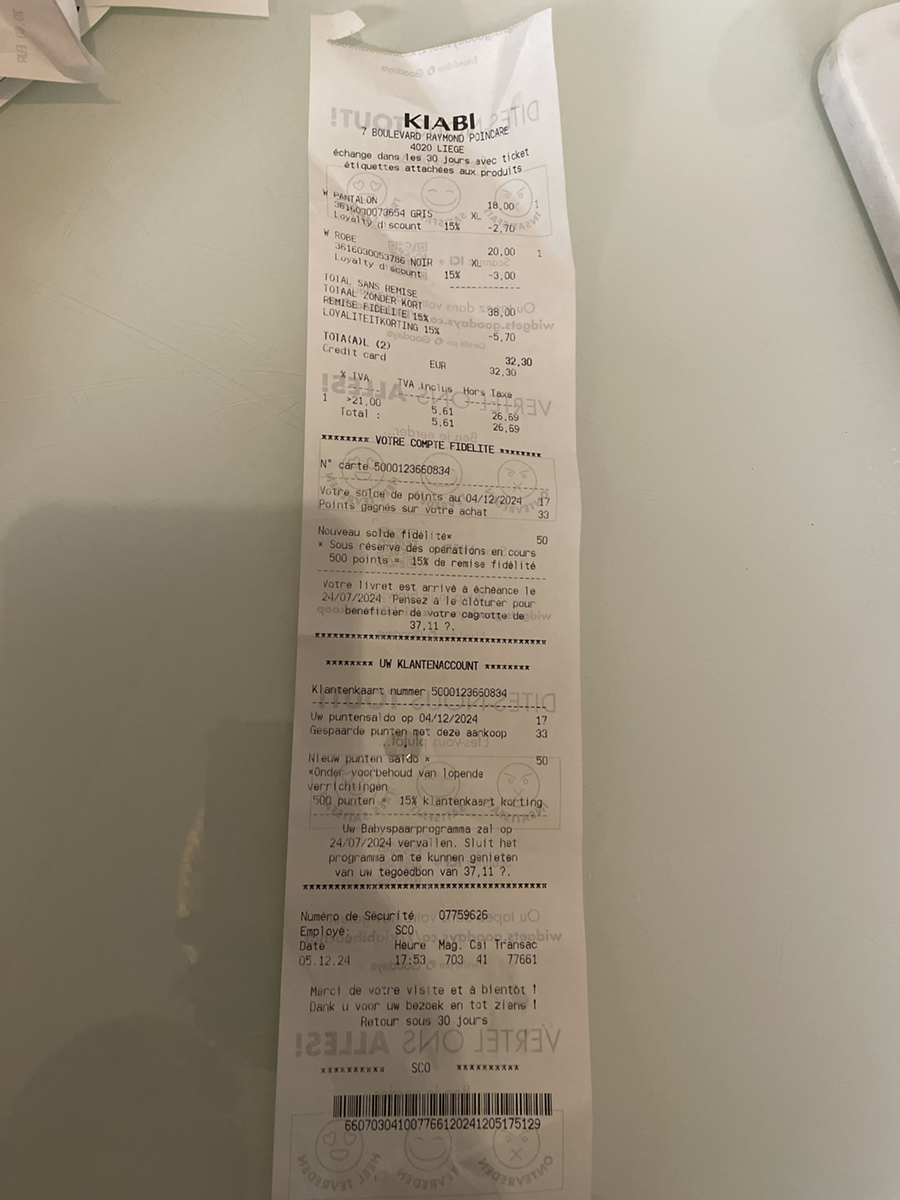 KIABI
7 BOULEVARD RAYMOND POINCARE
4020 LIEGE
échange dans les 30 jours avec ticket
étiquettes attachées aux produits
W PANTALON 18,00 1
3616030073654 GRIS XL
Loyalty discount 15% -2,70
W ROBE 20,00 1
3616030053786 NOIR XL
Loyalty discount 15% -3,00
TOTAL SANS REMISE
TOTAAL ZONDER KORT 38,00
REMISE FIDELITE 15%
LOYALITEITKORTING 15% -5,70
TOTA(A)L (2) 32,30
Credit card EUR 32,30
% TVA TVA inclus Hors Taxe
1 >21,00 5,61 26,69
Total : 5,61 26,69
******** VOTRE COMPTE FIDELITE ********
N° carte 5000123660834
Votre solde de points au 04/12/2024 17
Points gagnés sur votre achat 33
Nouveau solde fidélité* 50
* Sous réserve des opérations en cours
500 points = 15% de remise fidélité
Votre livret est arrivé à échéance le
24/07/2024 Pensez à le clôturer pour
bénéficier de votre cagnotte de
37,11 ?.
******** UW KLANTENACCOUNT ********
Klantenkaart nummer 5000123660834
Uw puntensaldo op 04/12/2024 17
Gespaarde punten met deze aankoop 33
Nieuw punten saldo * 50
*Onder voorbehoud van lopende
verrichtingen
500 punten = 15% klantenkaart korting
Uw Babyspaarprogramma zal op
24/07/2024 vervallen. Sluit het
programma om te kunnen genieten
van uw tegoedbon van 37,11 ?.
Numéro de Sécurité 07759626
Employé: SCO
Date Heure Mag. Cai Transac
05.12.24 17:53 703 41 77661
Merci de votre visite et à bientôt !
Dank u voor uw bezoek en tot ziens !
Retour sous 30 jours
********** SCO **********
660703041007766120241205175129